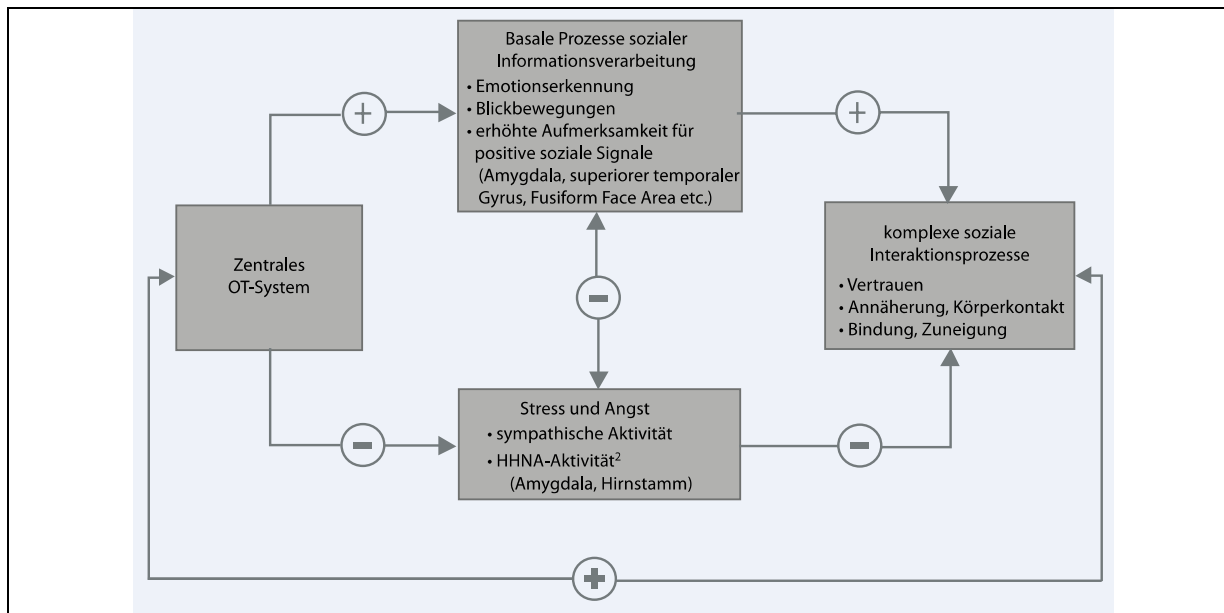 Basale Prozesse sozialer
Informationsverarbeitung
• Emotionserkennung
• Blickbewegungen
• erhöhte Aufmerksamkeit für
positive soziale Signale
(Amygdala, superiorer temporaler
Gyrus, Fusiform Face Area etc.)
+
+
Zentrales
OT-System
komplexe soziale
Interaktionsprozesse
• Vertrauen
• Annäherung, Körperkontakt
• Bindung, Zuneigung
−
Stress und Angst
• sympathische Aktivität
• HHNA-Aktivität²
(Amygdala, Hirnstamm)
−
−
+